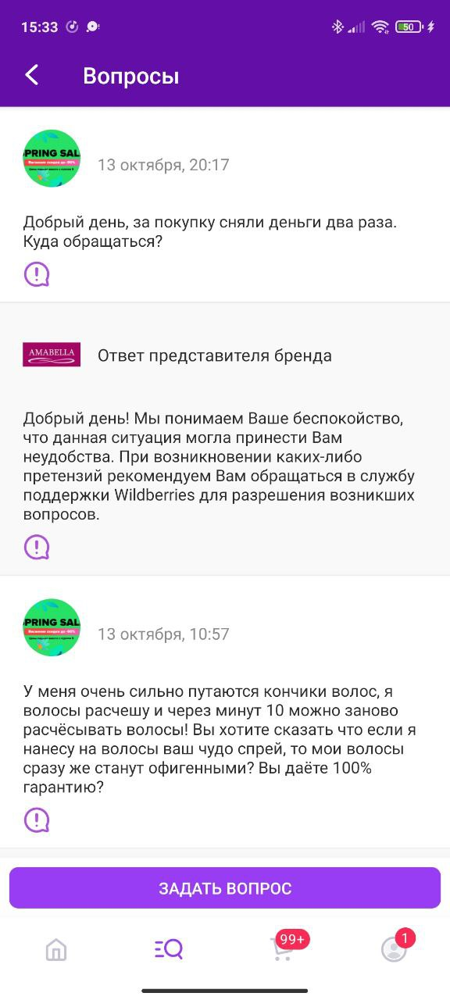 15:33
50
Вопросы
PRING SAL
13 октября, 20:17
Добрый день, за покупку сняли деньги два раза.
Куда обращаться?
AMABELLA
Ответ представителя бренда
Добрый день! Мы понимаем Ваше беспокойство,
что данная ситуация могла принести Вам
неудобства. При возникновении каких-либо
претензий рекомендуем Вам обращаться в службу
поддержки Wildberries для разрешения возникших
вопросов.
PRING SAL
13 октября, 10:57
У меня очень сильно путаются кончики волос, я
волосы расчешу и через минут 10 можно заново
расчёсывать волосы! Вы хотите сказать что если я
нанесу на волосы ваш чудо спрей, то мои волосы
сразу же станут офигенными? Вы даёте 100%
гарантию?
ЗАДАТЬ ВОПРОС
99+
1